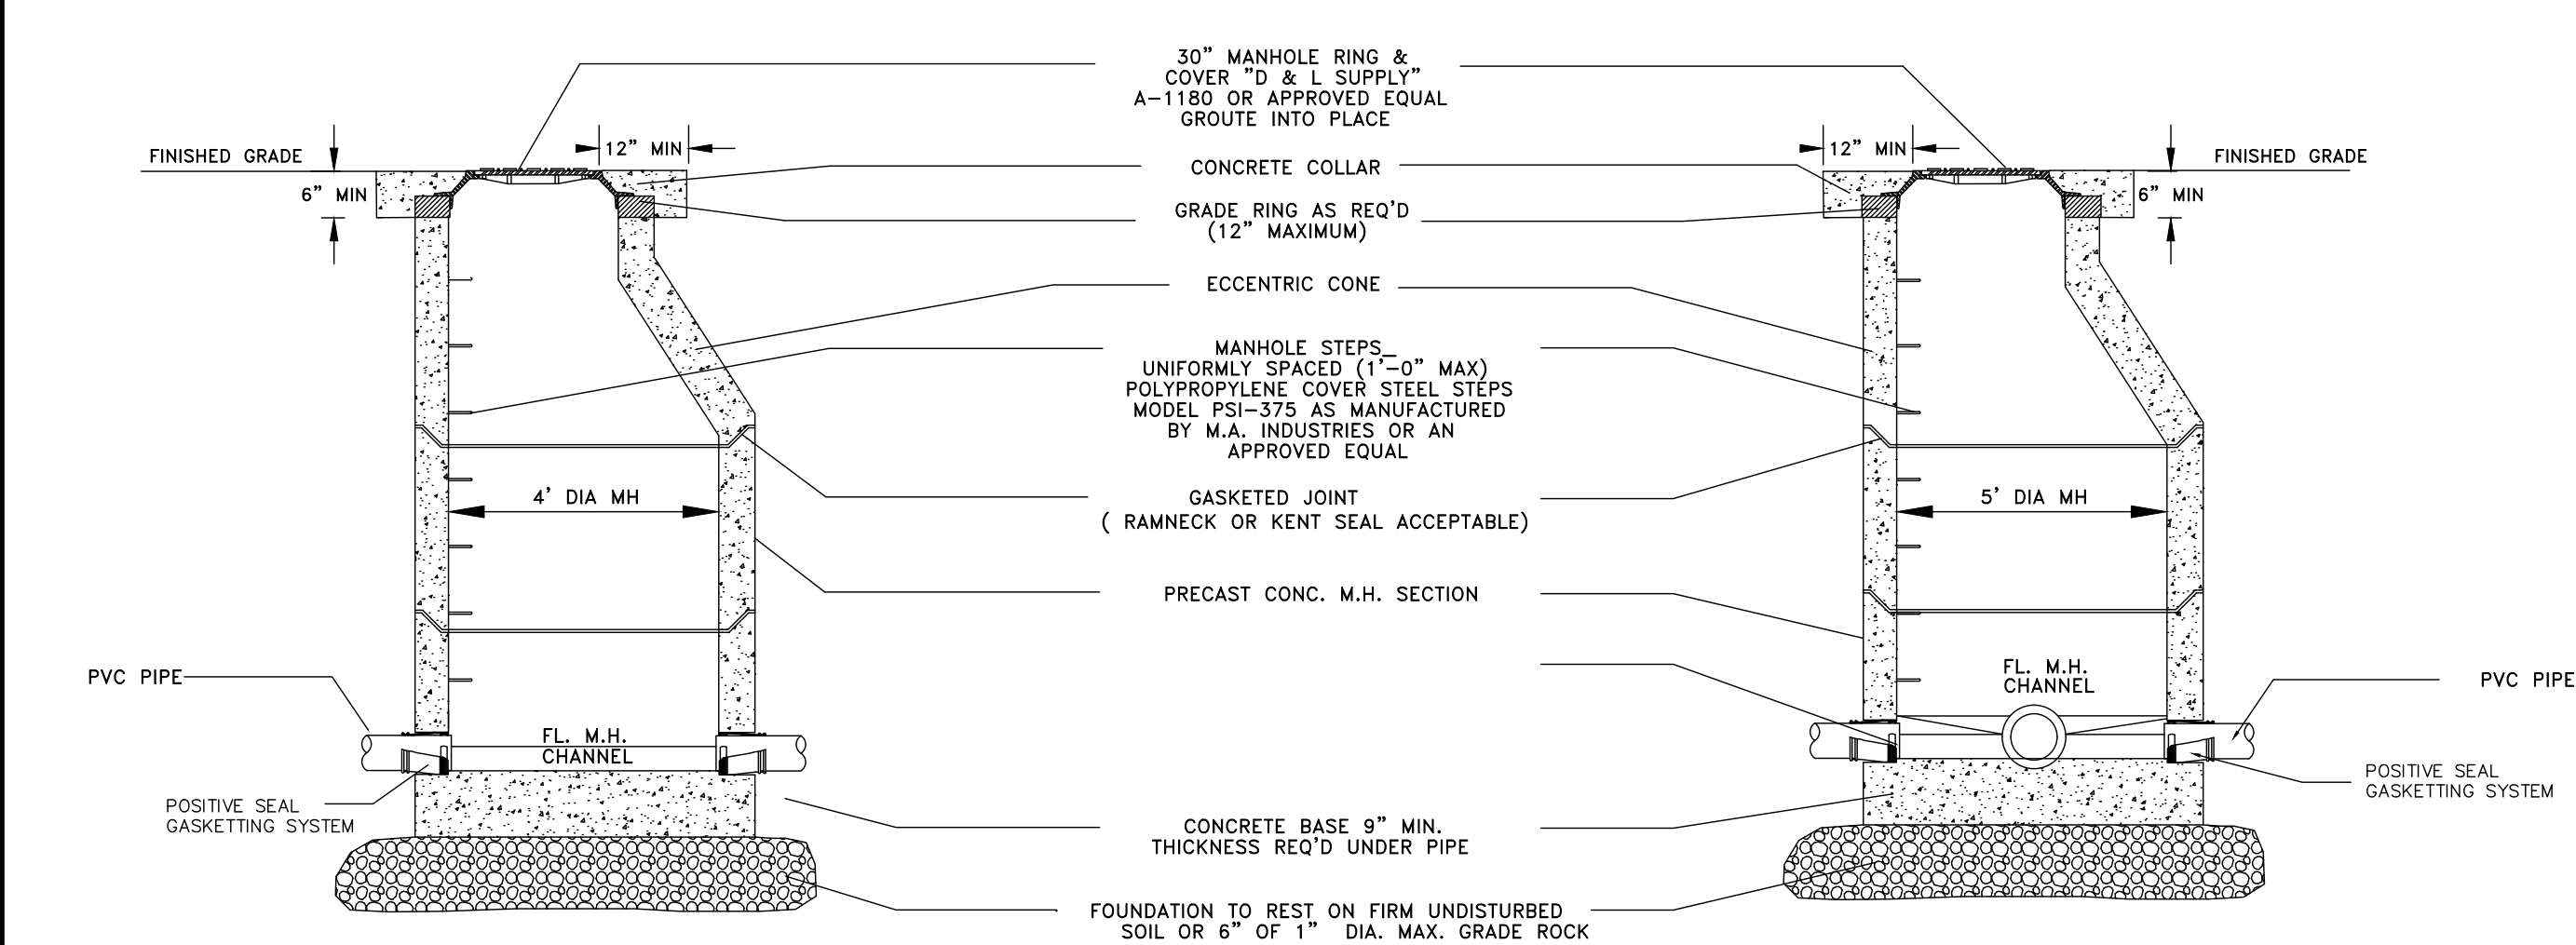 30” MANHOLE RING &
COVER "D & L SUPPLY”
A-1180 OR APPROVED EQUAL
GROUTE INTO PLACE
12” MIN
12” MIN
FINISHED GRADE
FINISHED GRADE
CONCRETE COLLAR
6” MIN
6” MIN
GRADE RING AS REQ’D
(12” MAXIMUM)
ECCENTRIC CONE
MANHOLE STEPS_
UNIFORMLY SPACED (1’-0” MAX)
POLYPROPYLENE COVER STEEL STEPS
MODEL PSI-375 AS MANUFACTURED
BY M.A. INDUSTRIES OR AN
APPROVED EQUAL
4’ DIA MH
GASKETED JOINT
( RAMNECK OR KENT SEAL ACCEPTABLE)
5’ DIA MH
PRECAST CONC. M.H. SECTION
PVC PIPE
FL. M.H.
CHANNEL
PVC PIPE
FL. M.H.
CHANNEL
POSITIVE SEAL
GASKETTING SYSTEM
POSITIVE SEAL
GASKETTING SYSTEM
CONCRETE BASE 9” MIN.
THICKNESS REQ’D UNDER PIPE
FOUNDATION TO REST ON FIRM UNDISTURBED
SOIL OR 6” OF 1” DIA. MAX. GRADE ROCK